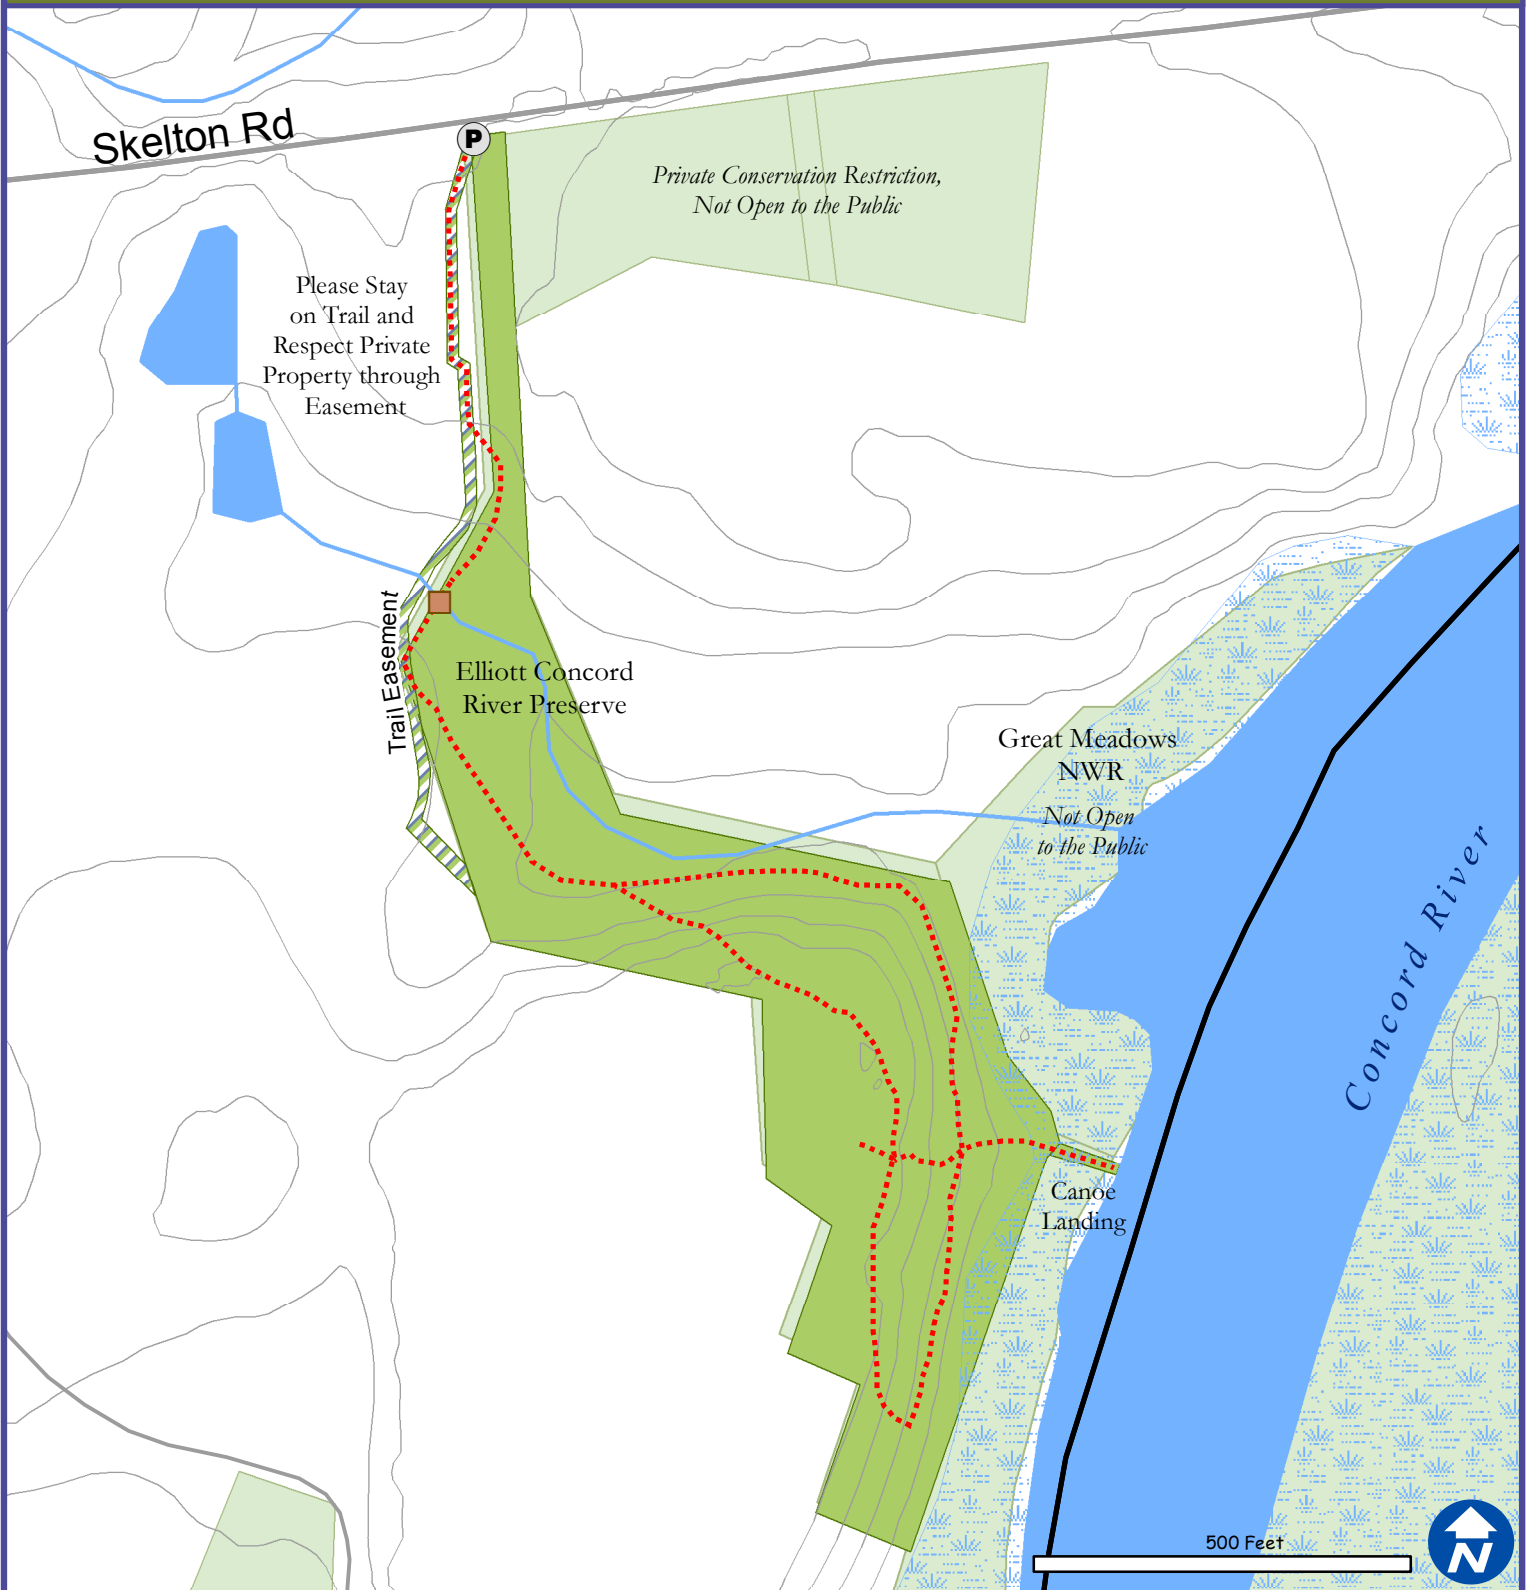 Skelton Rd
P
Private Conservation Restriction,
Not Open to the Public
Please Stay
on Trail and
Respect Private
Property through
Easement
Trail Easement
Elliott Concord
River Preserve
Great Meadows
NWR
Not Open
to the Public
Concord River
Canoe
Landing
500 Feet
N